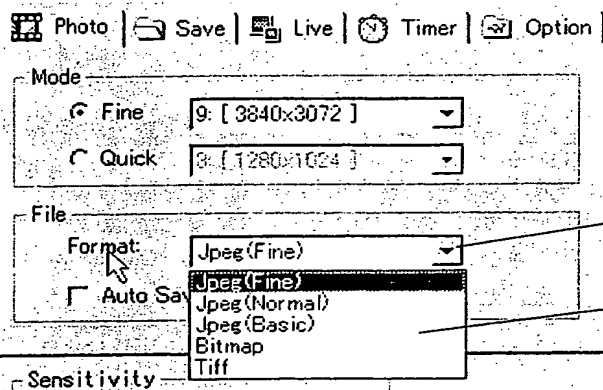 Photo Save Live Timer Option
Mode
Fine 9: [ 3840x3072 ]
Quick 3: [ 1280x1024 ]
File
Format: Jpeg(Fine)
Jpeg(Fine)
Auto Sav
Jpeg(Normal)
Jpeg(Basic)
Bitmap
Tiff
Sensitivity